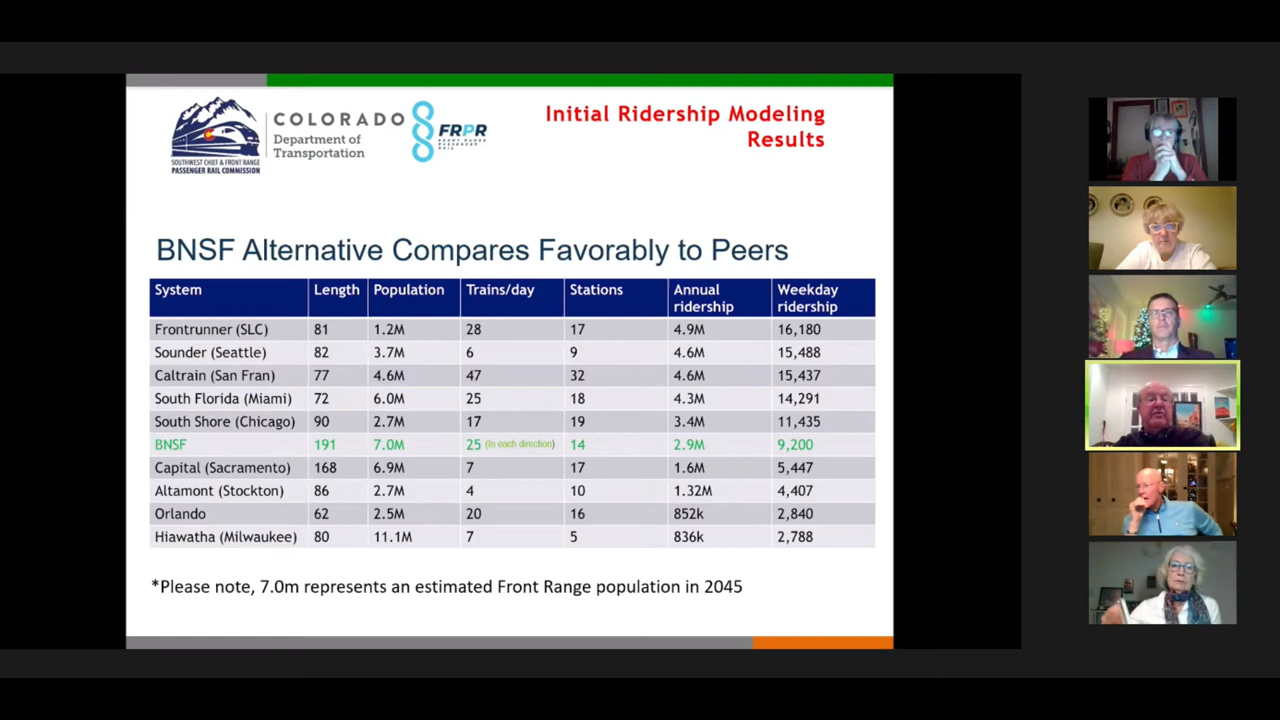 COLORADO
Department of
Transportation
SOUTHWEST CHIEF & FRONT RANGE
PASSENGER RAIL COMMISSION
FRPR
FRONT RANGE
PASSENGER
RAIL
Initial Ridership Modeling
Results
BNSF Alternative Compares Favorably to Peers
System Length Population Trains/day Stations Annual ridership Weekday ridership
Frontrunner (SLC) 81 1.2M 28 17 4.9M 16,180
Sounder (Seattle) 82 3.7M 6 9 4.6M 15,488
Caltrain (San Fran) 77 4.6M 47 32 4.6M 15,437
South Florida (Miami) 72 6.0M 25 18 4.3M 14,291
South Shore (Chicago) 90 2.7M 17 19 3.4M 11,435
BNSF 191 7.0M 25 (In each direction) 14 2.9M 9,200
Capital (Sacramento) 168 6.9M 7 17 1.6M 5,447
Altamont (Stockton) 86 2.7M 4 10 1.32M 4,407
Orlando 62 2.5M 20 16 852k 2,840
Hiawatha (Milwaukee) 80 11.1M 7 5 836k 2,788
*Please note, 7.0m represents an estimated Front Range population in 2045